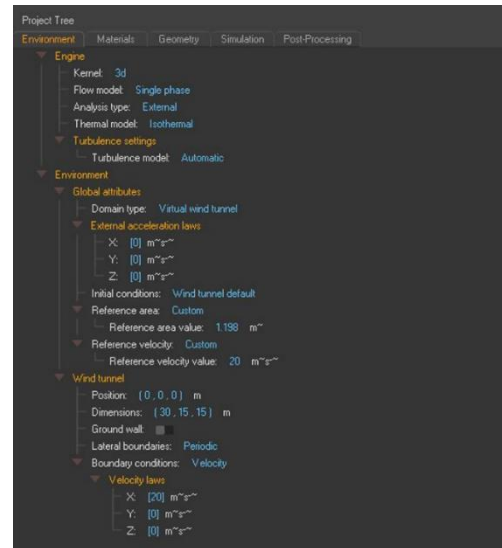 Project Tree
Environment Materials Geometry Simulation Post-Processing
Engine
Kernel: 3d
Flow model: Single phase
Analysis type: External
Thermal model: Isothermal
Turbulence settings
Turbulence model: Automatic
Environment
Global attributes
Domain type: Virtual wind tunnel
External acceleration laws
X: [0] m~s-~
Y: [0] m~s-~
Z: [0] m~s-~
Initial conditions: Wind tunnel default
Reference area: Custom
Reference area value: 1.198 m~
Reference velocity: Custom
Reference velocity value: 20 m~s-~
Wind tunnel
Position: (0,0,0) m
Dimensions: (30,15,15) m
Ground wall:
Lateral boundaries: Periodic
Boundary conditions: Velocity
Velocity laws
X: [20] m~s-~
Y: [0] m~s-~
Z: [0] m~s-~